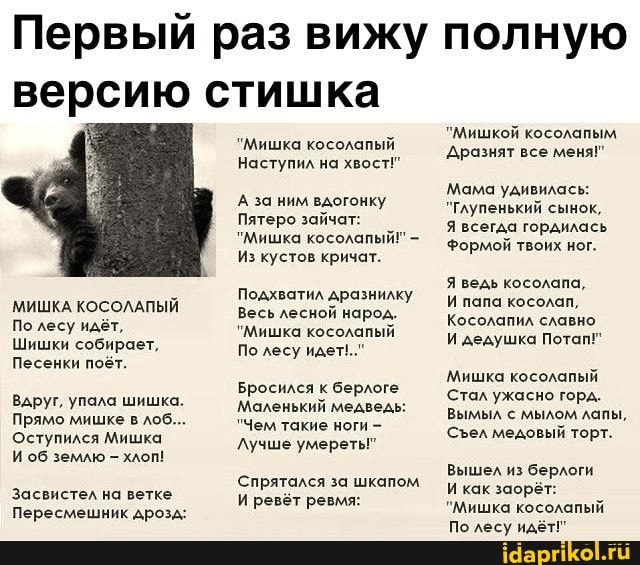 Первый раз вижу полную
версию стишка
МИШКА КОСОЛАПЫЙ
По лесу идёт,
Шишки собирает,
Песенки поёт.
Вдруг, упала шишка.
Прямо мишке в лоб...
Оступился Мишка
И об землю – хлоп!
Засвистел на ветке
Пересмешник дрозд:
"Мишка косолапый
Наступил на хвост!"
А за ним вдогонку
Пятеро зайчат:
"Мишка косолапый!" –
Из кустов кричат.
Подхватил дразнилку
Весь лесной народ.
"Мишка косолапый
По лесу идет!.."
Бросился к берлоге
Маленький медведь:
"Чем такие ноги –
Лучше умереть!"
Спрятался за шкапом
И ревёт ревмя:
"Мишкой косолапым
Дразнят все меня!"
Мама удивилась:
"Глупенький сынок,
Я всегда гордилась
Формой твоих ног.
Я ведь косолапа,
И папа косолап,
Косолапил славно
И дедушка Потап!"
Мишка косолапый
Стал ужасно горд.
Вымыл с мылом лапы,
Съел медовый торт.
Вышел из берлоги
И как заорёт:
"Мишка косолапый
По лесу идёт!"
idaprikol.ru